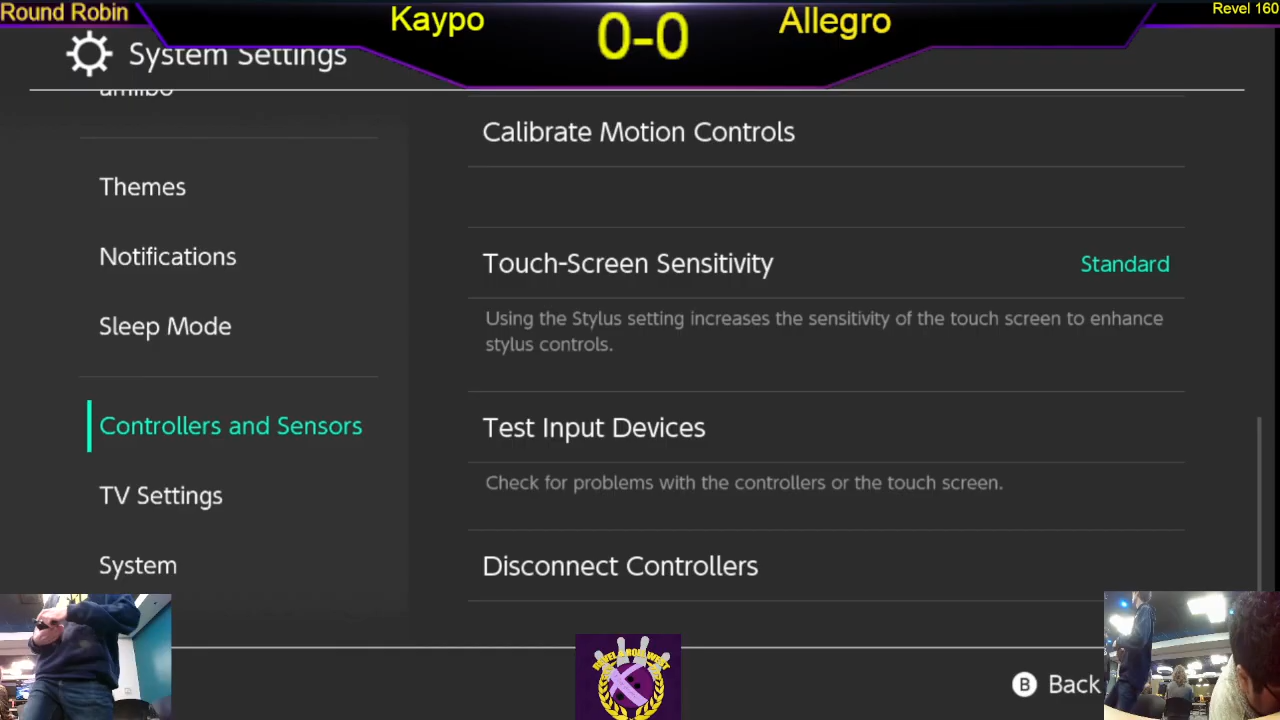 Round Robin
Kaypo
0-0
Allegro
Revel 160
System Settings
amiibo
Themes
Notifications
Sleep Mode
Controllers and Sensors
TV Settings
System
Calibrate Motion Controls
Touch-Screen Sensitivity
Standard
Using the Stylus setting increases the sensitivity of the touch screen to enhance
stylus controls.
Test Input Devices
Check for problems with the controllers or the touch screen.
Disconnect Controllers
B Back